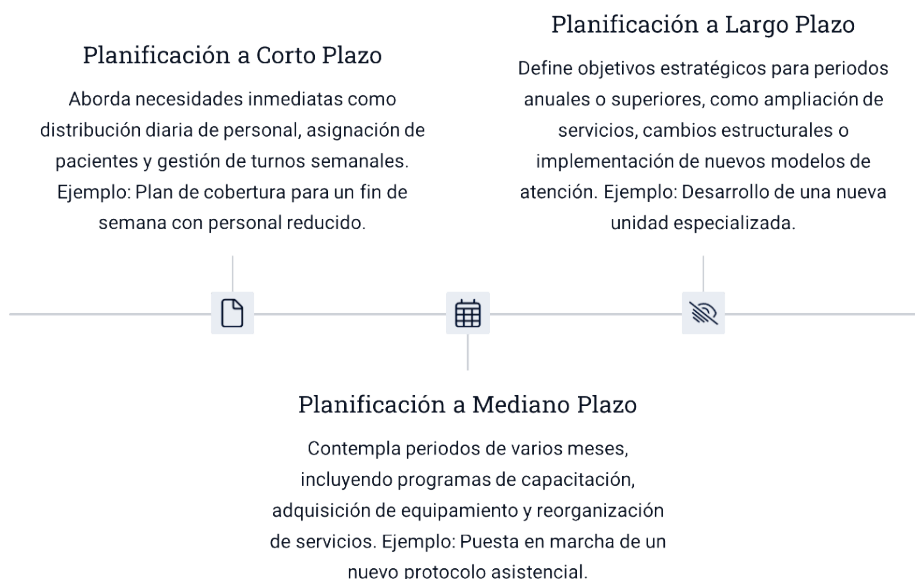 Planificación a Corto Plazo
Aborda necesidades inmediatas como
distribución diaria de personal, asignación de
pacientes y gestión de turnos semanales.
Ejemplo: Plan de cobertura para un fin de
semana con personal reducido.
Planificación a Mediano Plazo
Contempla periodos de varios meses,
incluyendo programas de capacitación,
adquisición de equipamiento y reorganización
de servicios. Ejemplo: Puesta en marcha de un
nuevo protocolo asistencial.
Planificación a Largo Plazo
Define objetivos estratégicos para periodos
anuales o superiores, como ampliación de
servicios, cambios estructurales o
implementación de nuevos modelos de
atención. Ejemplo: Desarrollo de una nueva
unidad especializada.